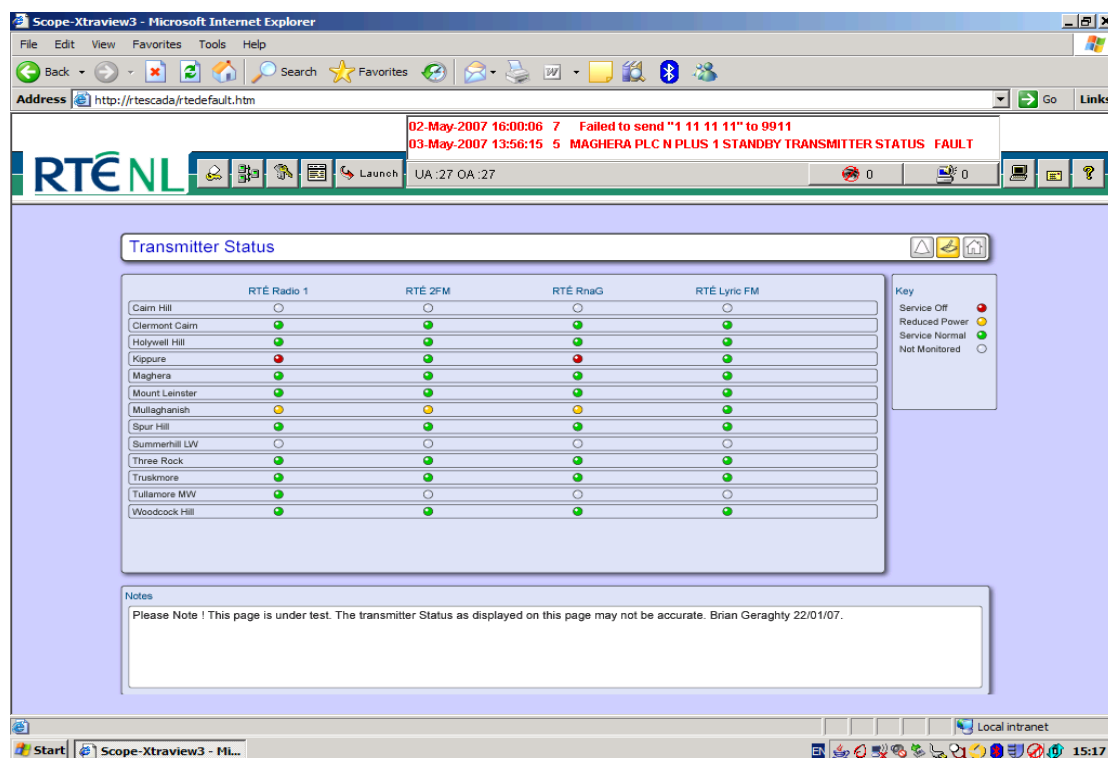 Scope-Xtraview3 - Microsoft Internet Explorer
File Edit View Favorites Tools Help
Back Search Favorites
Address http://rtescada/rtedefault.htm Go Links
02-May-2007 16:00:06 7 Failed to send "1 11 11 11" to 9911
03-May-2007 13:56:15 5 MAGHERA PLC N PLUS 1 STANDBY TRANSMITTER STATUS FAULT
RTÉ NL Launch UA :27 OA :27 0 0
Transmitter Status
RTÉ Radio 1 RTÉ 2FM RTÉ RnaG RTÉ Lyric FM
Cairn Hill
Clermont Cairn
Holywell Hill
Kippure
Maghera
Mount Leinster
Mullaghanish
Spur Hill
Summerhill LW
Three Rock
Truskmore
Tullamore MW
Woodcock Hill
Key
Service Off
Reduced Power
Service Normal
Not Monitored
Notes
Please Note ! This page is under test. The transmitter Status as displayed on this page may not be accurate. Brian Geraghty 22/01/07.
Local intranet
Start Scope-Xtraview3 - Mi... EN 15:17